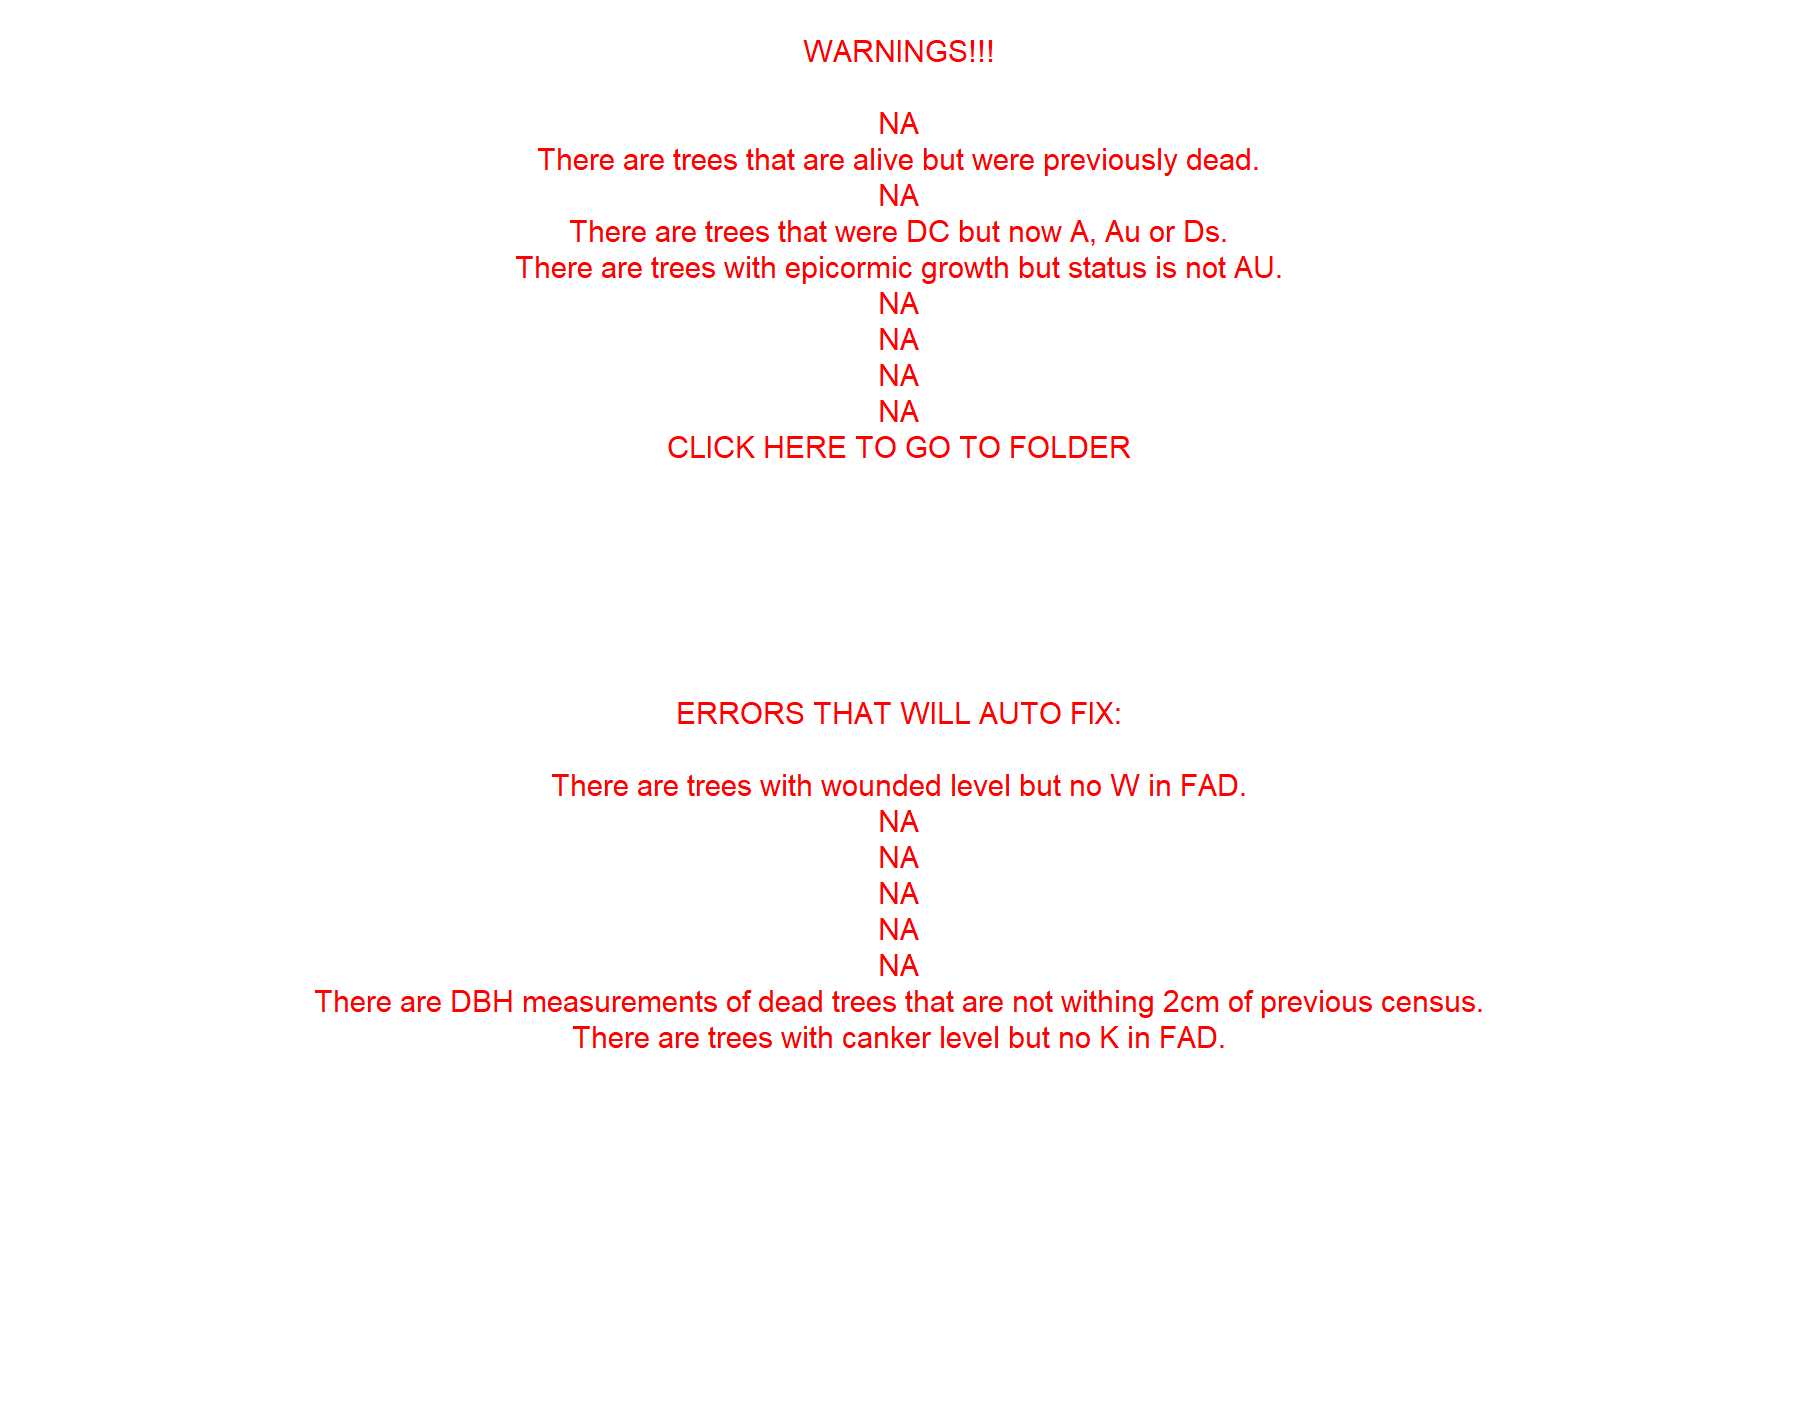 WARNINGS!!!
NA
There are trees that are alive but were previously dead.
NA
There are trees that were DC but now A, Au or Ds.
There are trees with epicormic growth but status is not AU.
NA
NA
NA
NA
CLICK HERE TO GO TO FOLDER
ERRORS THAT WILL AUTO FIX:
There are trees with wounded level but no W in FAD.
NA
NA
NA
NA
NA
There are DBH measurements of dead trees that are not withing 2cm of previous census.
There are trees with canker level but no K in FAD.